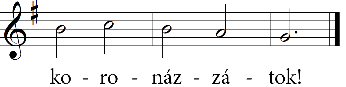 ko - ro - náz - zá - tok!